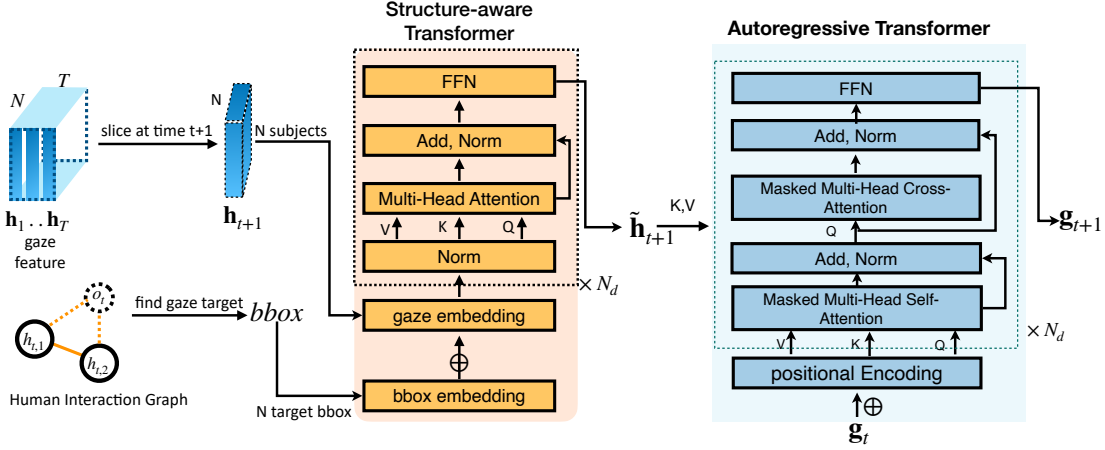 Structure-aware
Transformer
Autoregressive Transformer
T
N
slice at time t+1
N
N subjects
h₁ . . h_T
gaze
feature
h_{t+1}
FFN
Add, Norm
Multi-Head Attention
V
K
Q
Norm
× N_d
gaze embedding
⊕
bbox embedding
o_t
find gaze target
bbox
h_{t,1}
h_{t,2}
Human Interaction Graph
N target bbox
h̃_{t+1}
K,V
FFN
Add, Norm
Masked Multi-Head Cross-
Attention
Q
Add, Norm
Masked Multi-Head Self-
Attention
V
K
Q
× N_d
positional Encoding
⊕
g_t
g_{t+1}